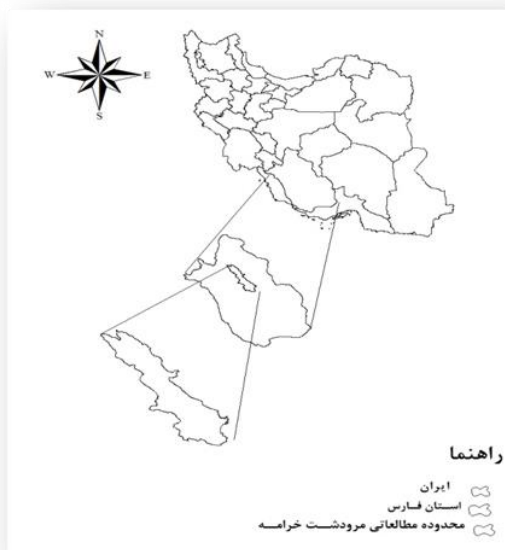 N
W E
S
راهنما
ایران
استان فارس
محدوده مطالعاتی مرودشت خرامه